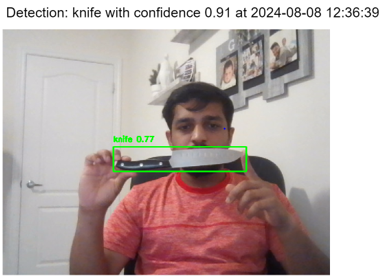 Detection: knife with confidence 0.91 at 2024-08-08 12:36:39
knife 0.77